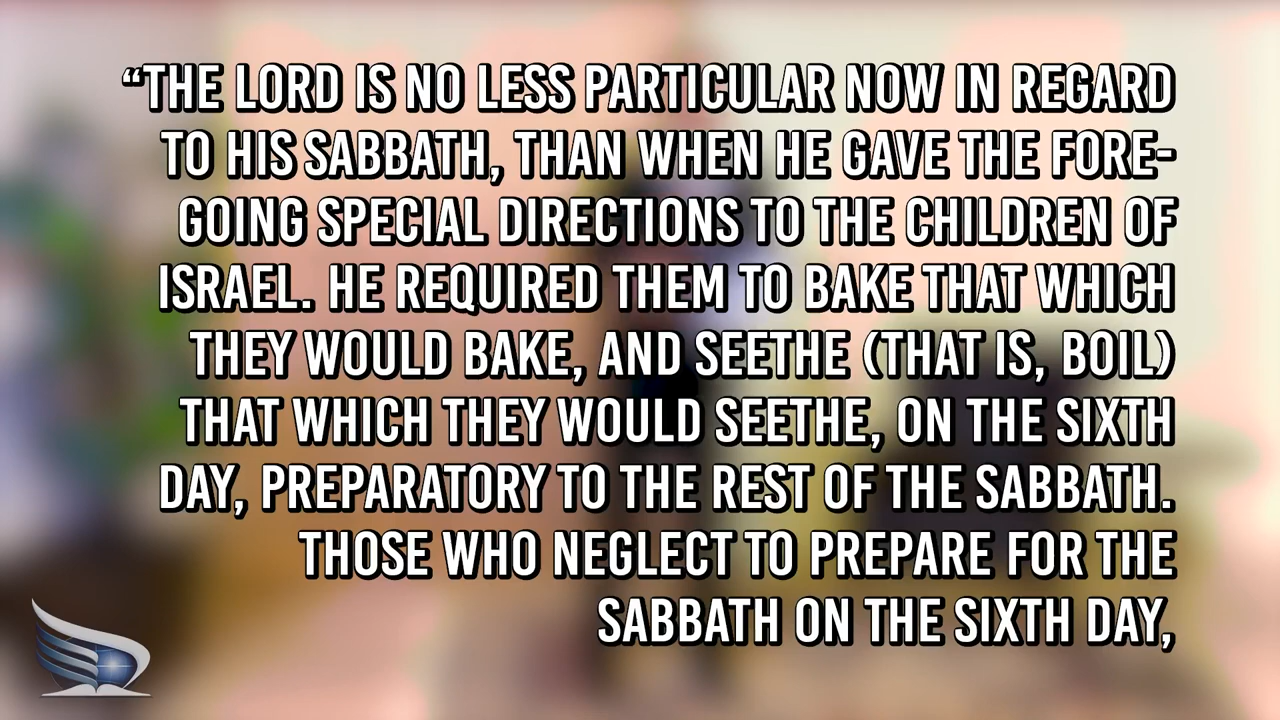 “THE LORD IS NO LESS PARTICULAR NOW IN REGARD
TO HIS SABBATH, THAN WHEN HE GAVE THE FORE-
GOING SPECIAL DIRECTIONS TO THE CHILDREN OF
ISRAEL. HE REQUIRED THEM TO BAKE THAT WHICH
THEY WOULD BAKE, AND SEETHE (THAT IS, BOIL)
THAT WHICH THEY WOULD SEETHE, ON THE SIXTH
DAY, PREPARATORY TO THE REST OF THE SABBATH.
THOSE WHO NEGLECT TO PREPARE FOR THE
SABBATH ON THE SIXTH DAY,